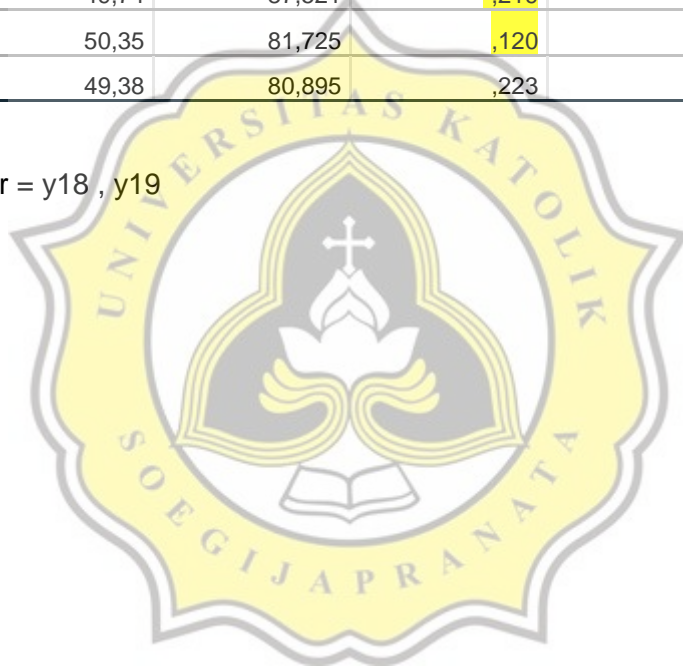 50,35 81,725 ,120
49,38 80,895 ,223
r = y18 , y19
UNIVERSITAS KATOLIK
SOEGIJAPRANATA